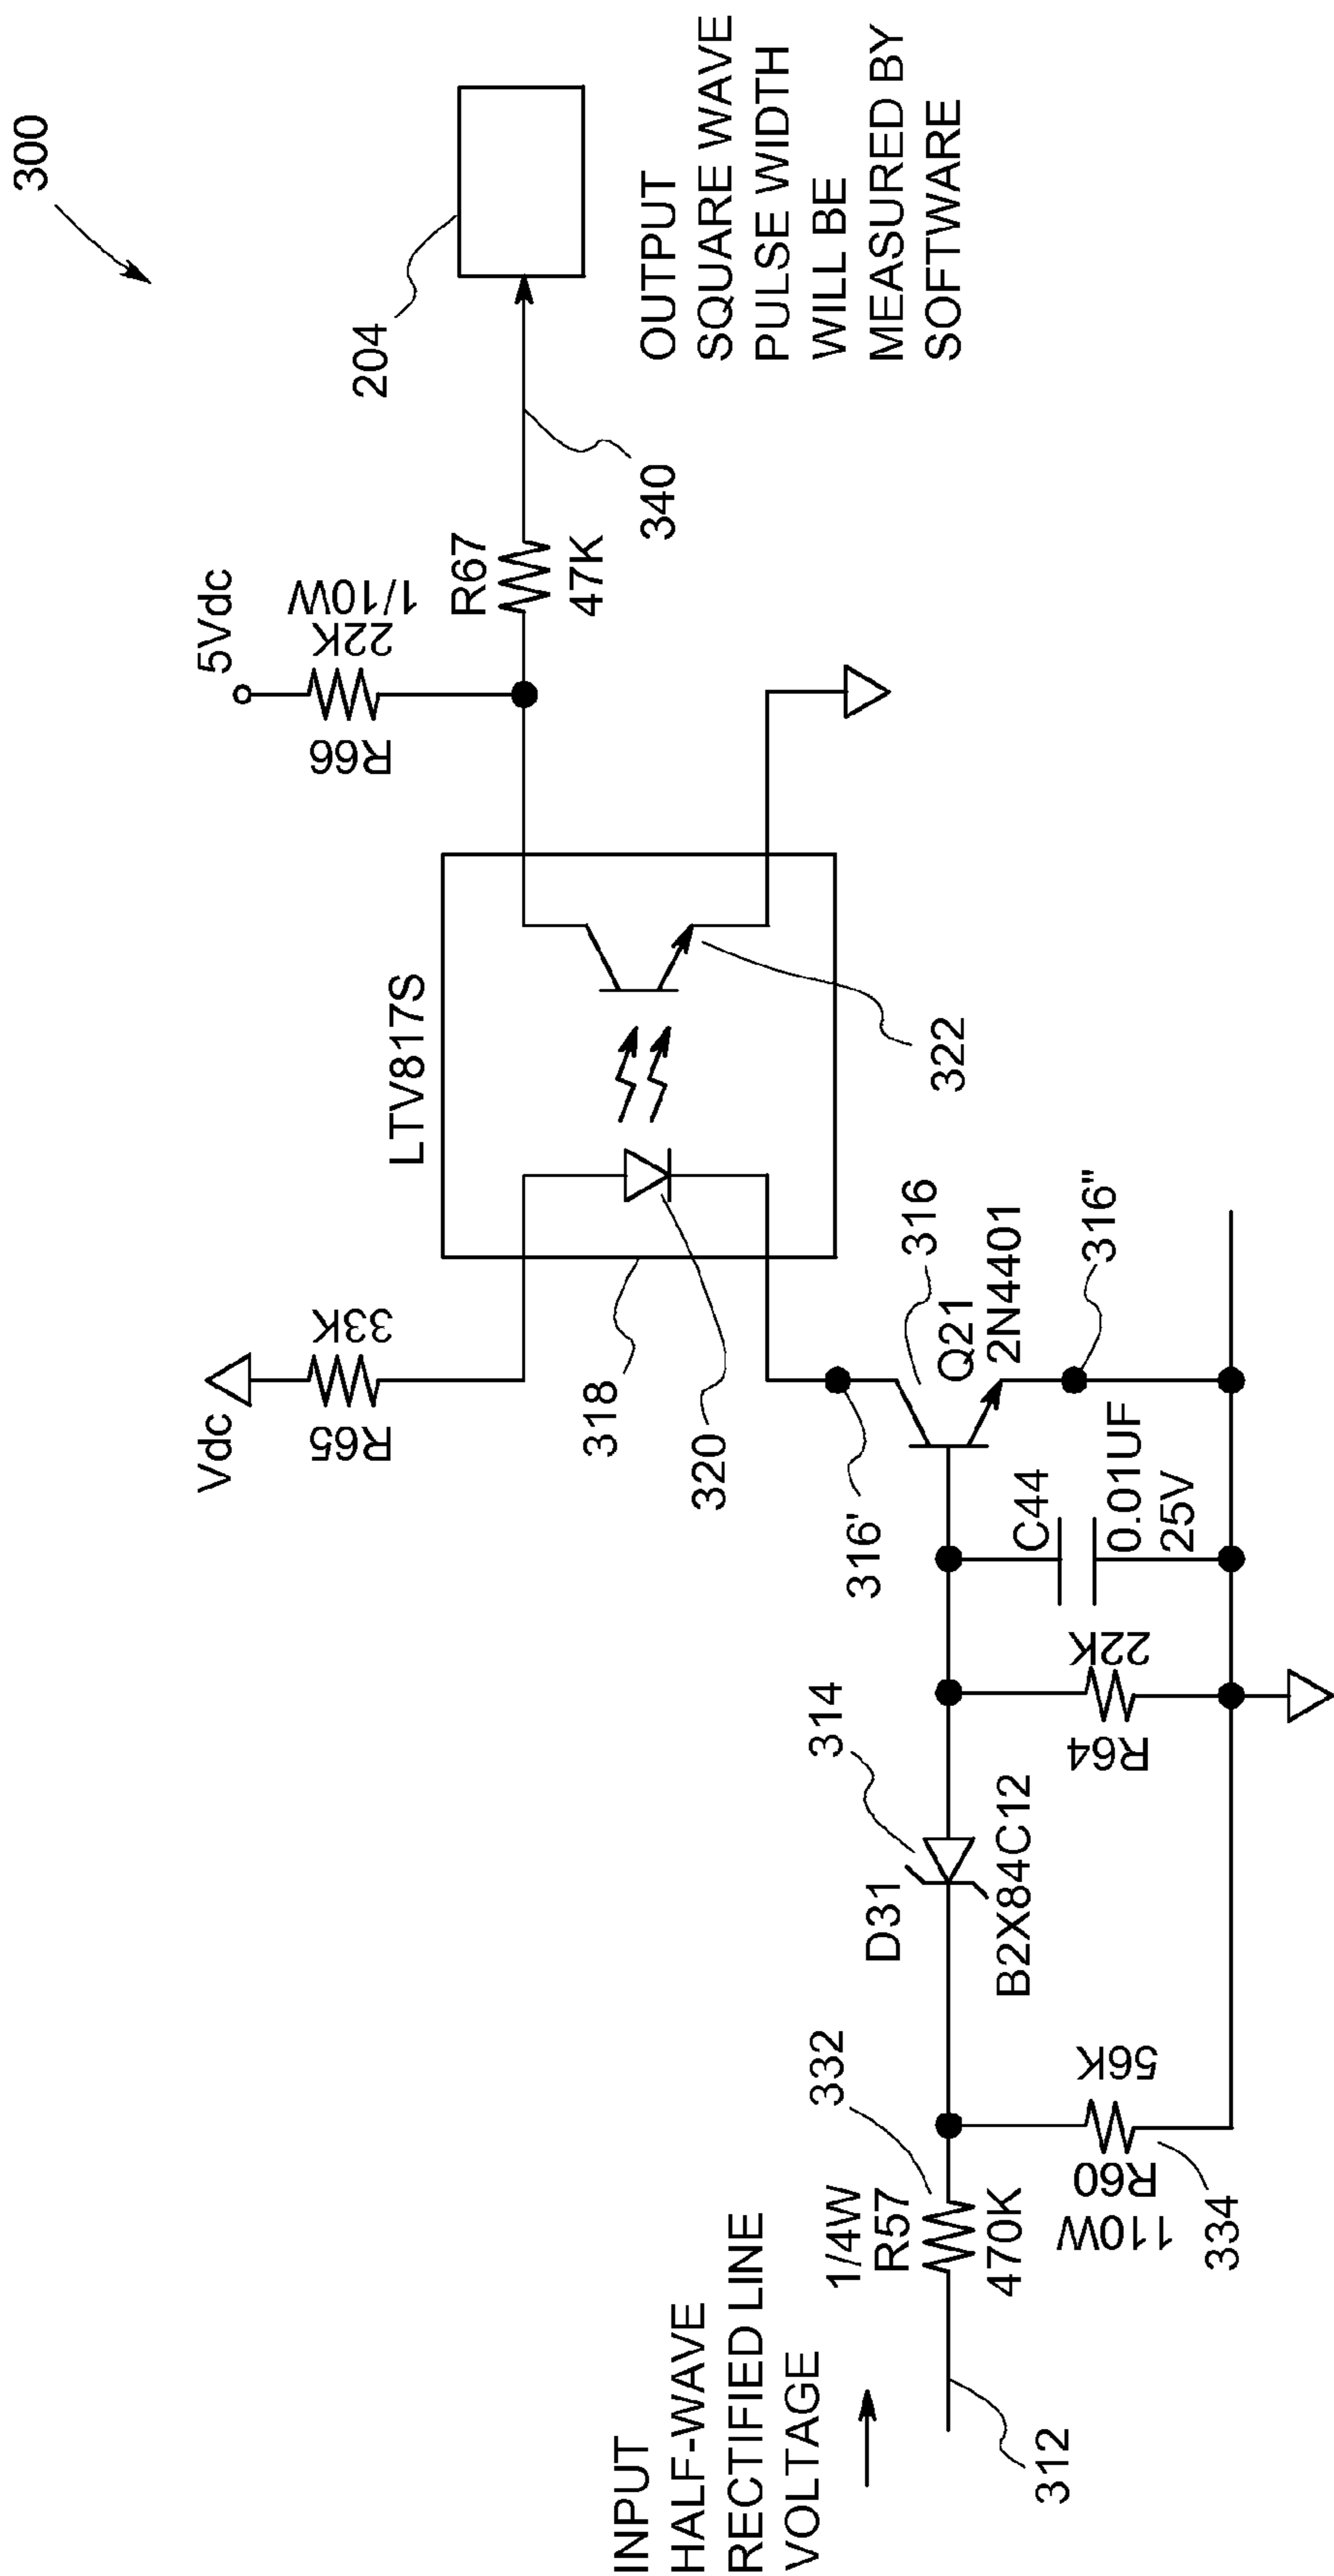 300
INPUT
HALF-WAVE
RECTIFIED LINE
VOLTAGE
312
1/4W
R57
470K
332
R60
110W
56K
334
D31
314
B2X84C12
R64
22K
C44
0.01UF
25V
316'
316
Q21
2N4401
316"
Vdc
R65
33K
318
320
LTV817S
322
5Vdc
R66
22K
1/10W
R67
47K
340
204
OUTPUT
SQUARE WAVE
PULSE WIDTH
WILL BE
MEASURED BY
SOFTWARE